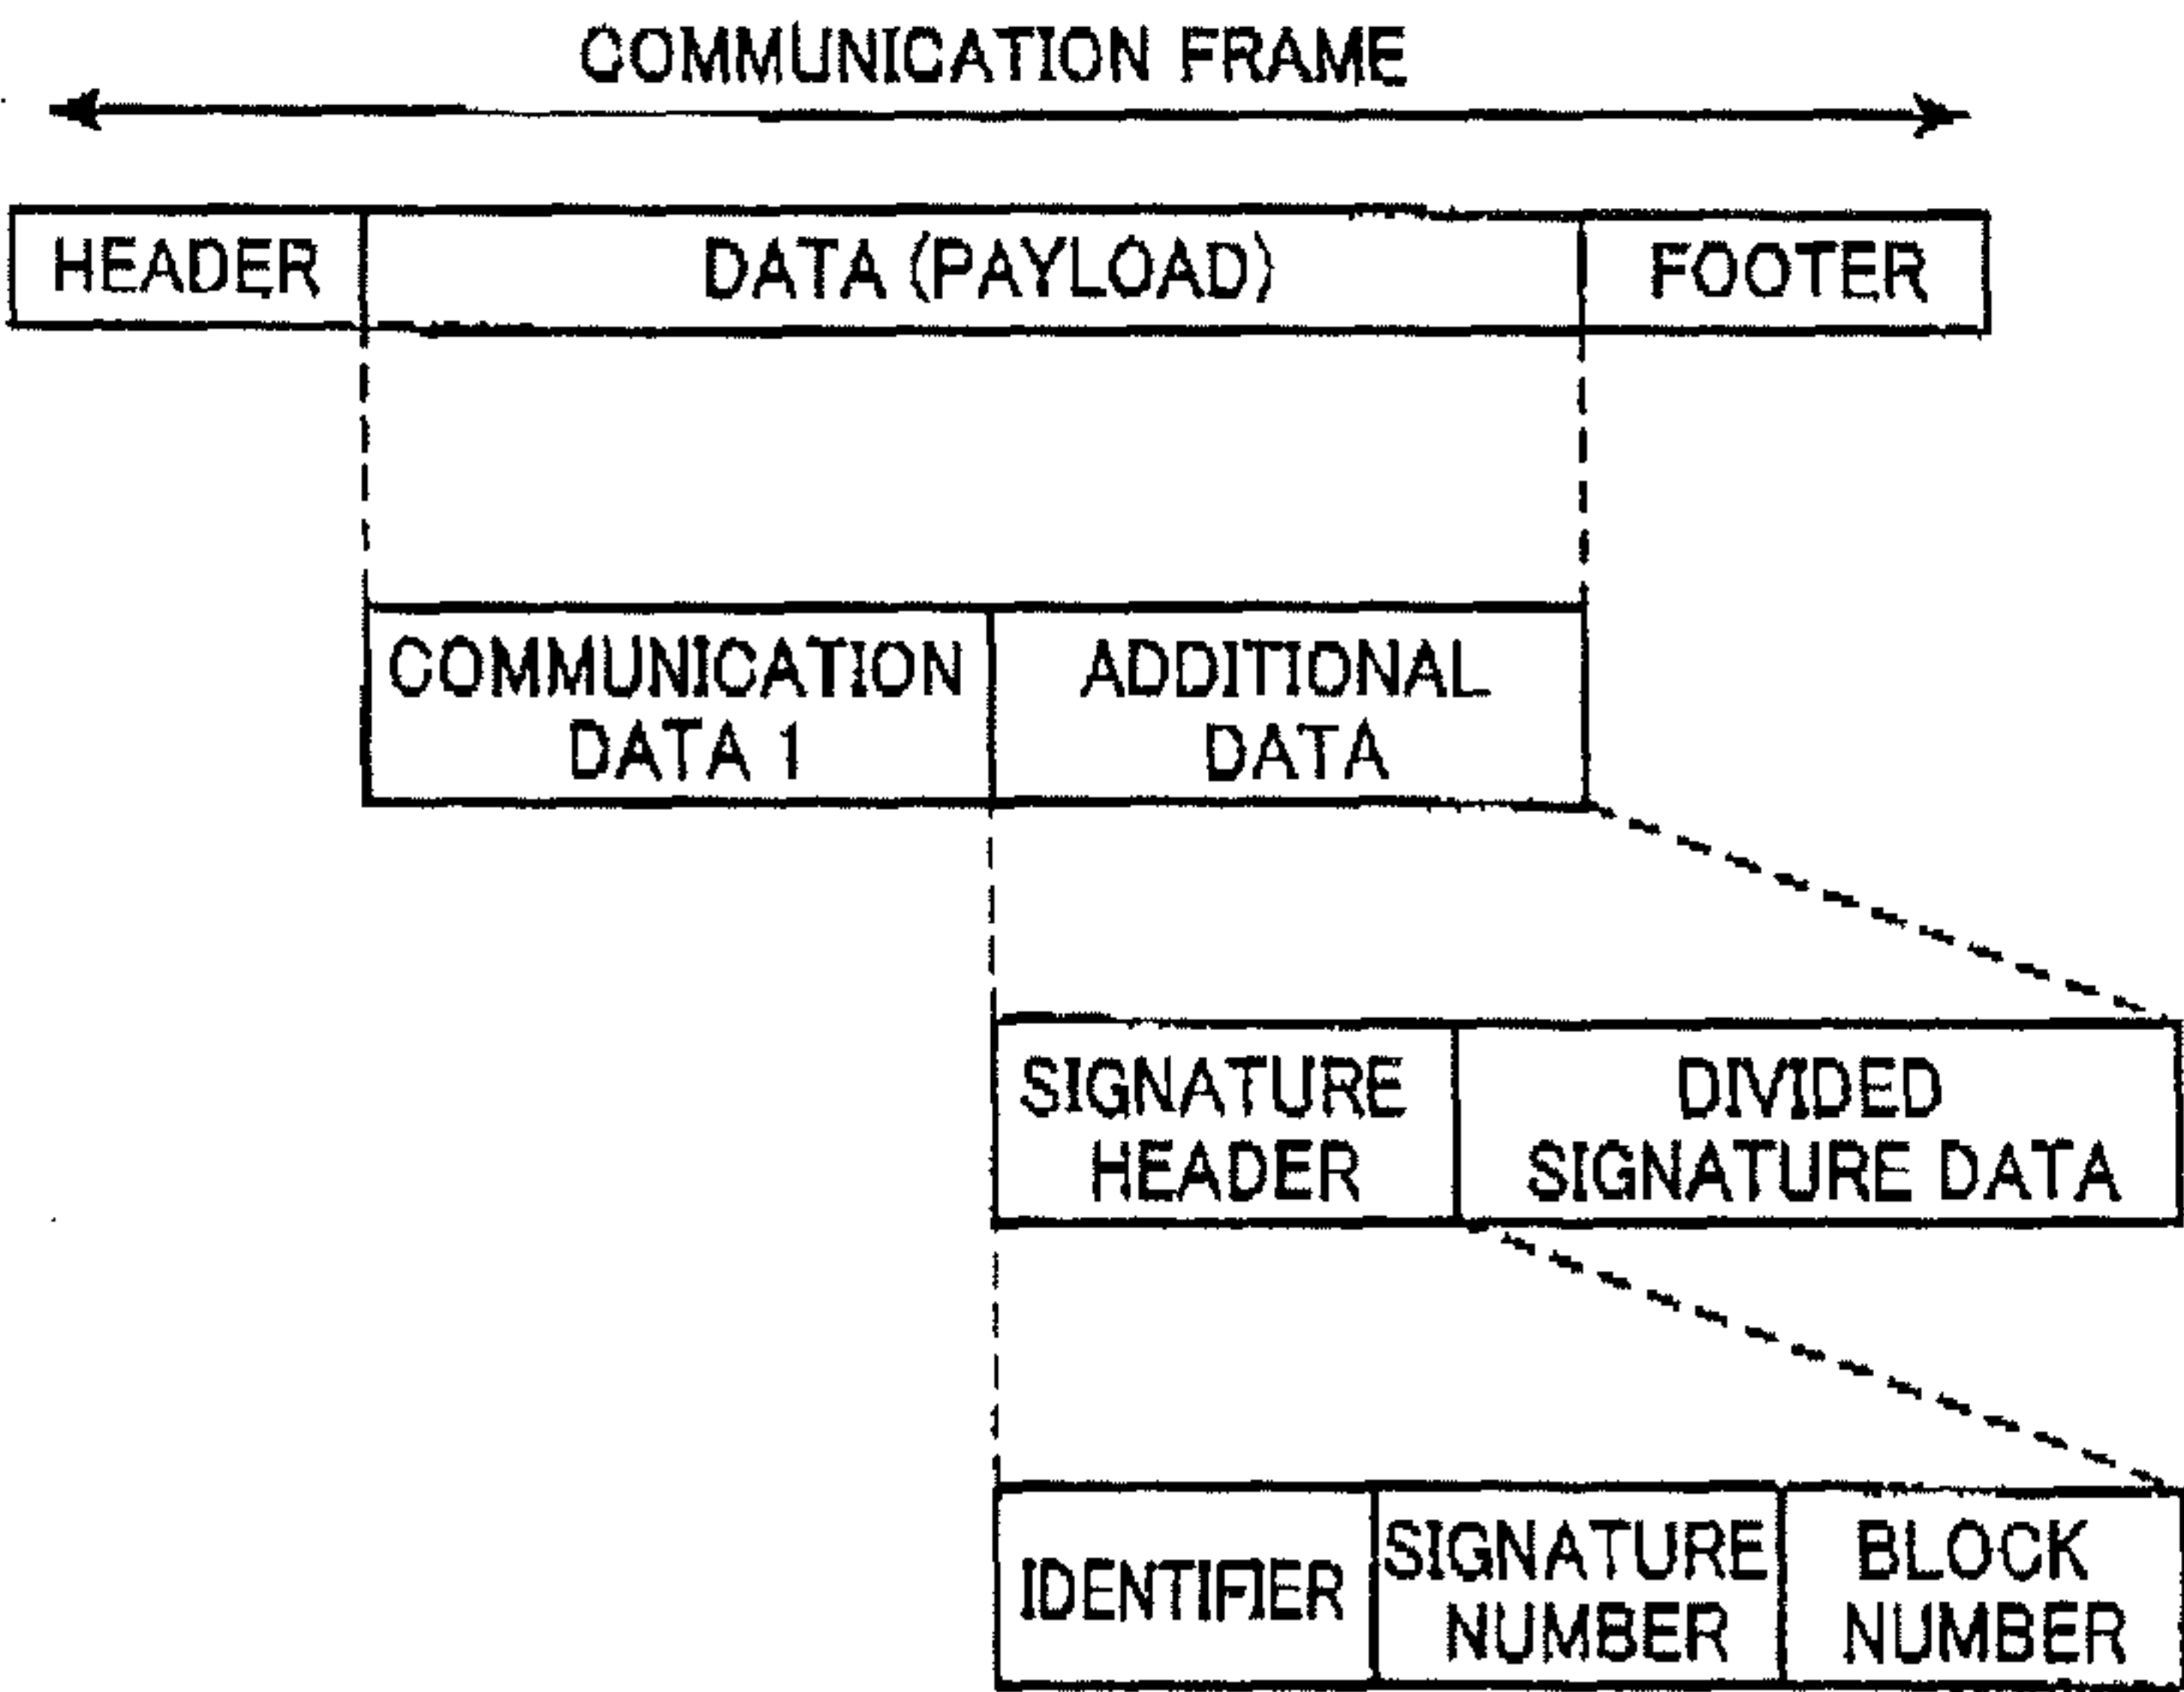 COMMUNICATION FRAME
HEADER
DATA (PAYLOAD)
FOOTER
COMMUNICATION
DATA 1
ADDITIONAL
DATA
SIGNATURE
HEADER
DIVIDED
SIGNATURE DATA
IDENTIFIER
SIGNATURE
NUMBER
BLOCK
NUMBER